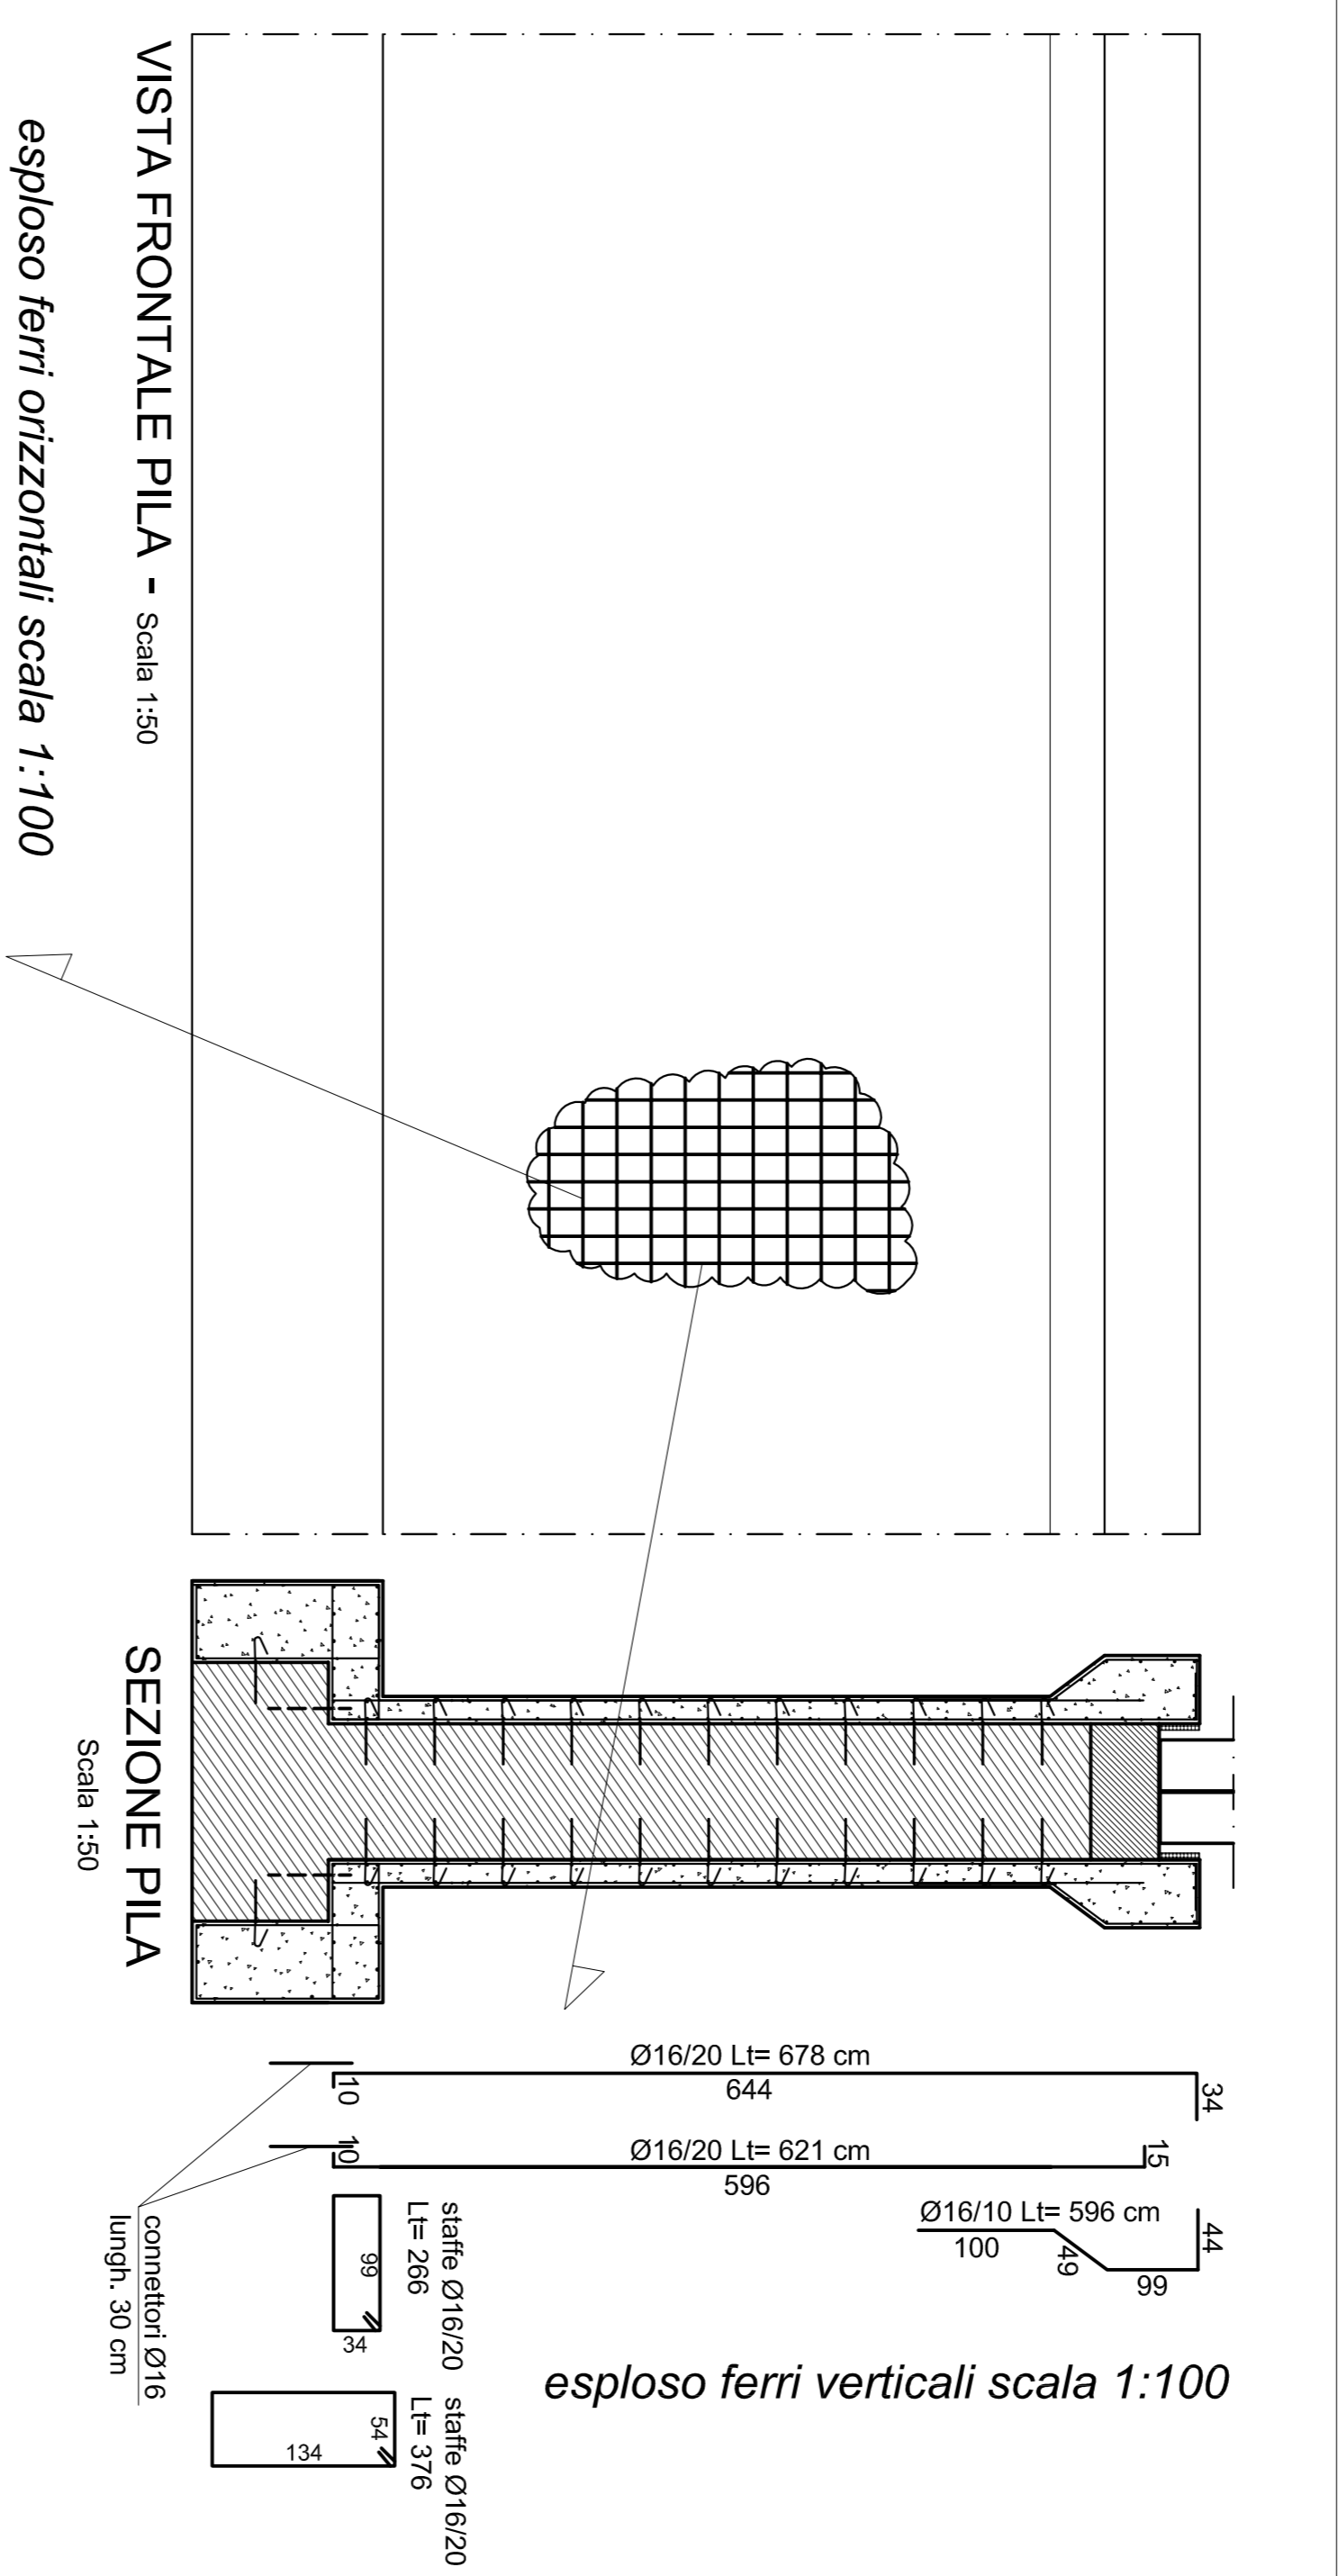 VISTA FRONTALE PILA - Scala 1:50
esploso ferri orizzontali scala 1:100
SEZIONE PILA
Scala 1:50
Ø16/20 Lt= 678 cm
644
34
10
Ø16/20 Lt= 621 cm
596
15
10
Ø16/10 Lt= 596 cm
100
49
99
44
staffe Ø16/20
Lt= 266
99
34
staffe Ø16/20
Lt= 376
54
134
connettori Ø16
lungh. 30 cm
esploso ferri verticali scala 1:100